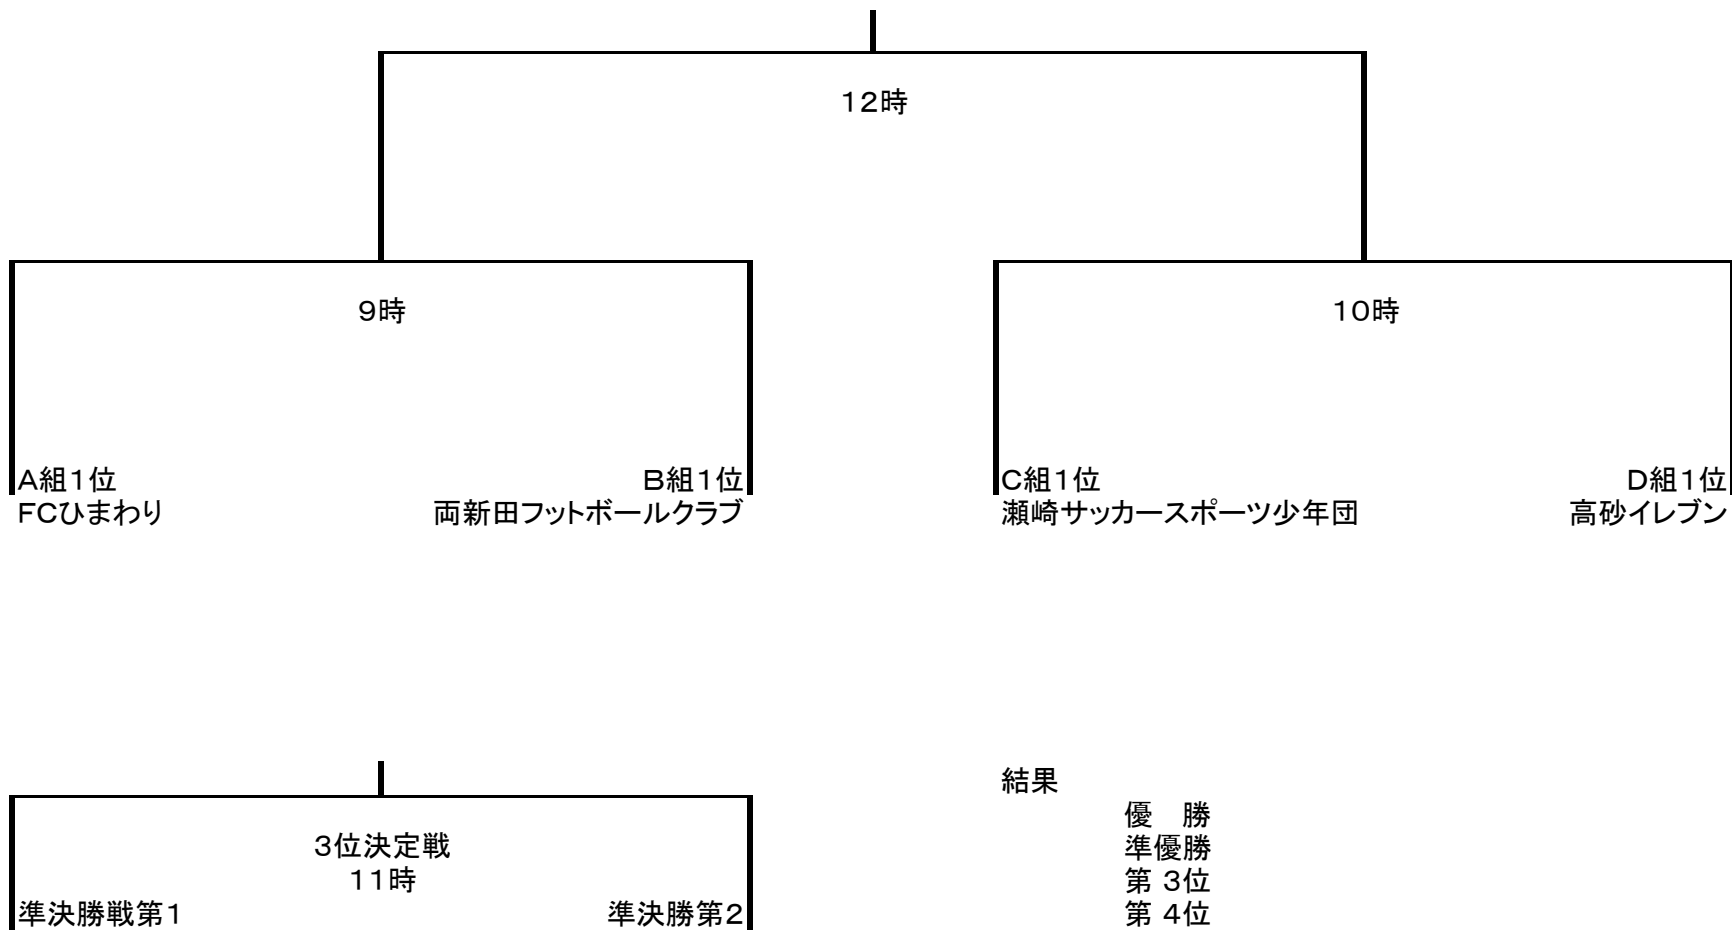 12時
9時
10時
A組1位
FCひまわり
B組1位
両新田フットボールクラブ
C組1位
瀬崎サッカースポーツ少年団
D組1位
高砂イレブン
3位決定戦
11時
準決勝戦第1
準決勝第2
結果
優　勝
準優勝
第 3位
第 4位